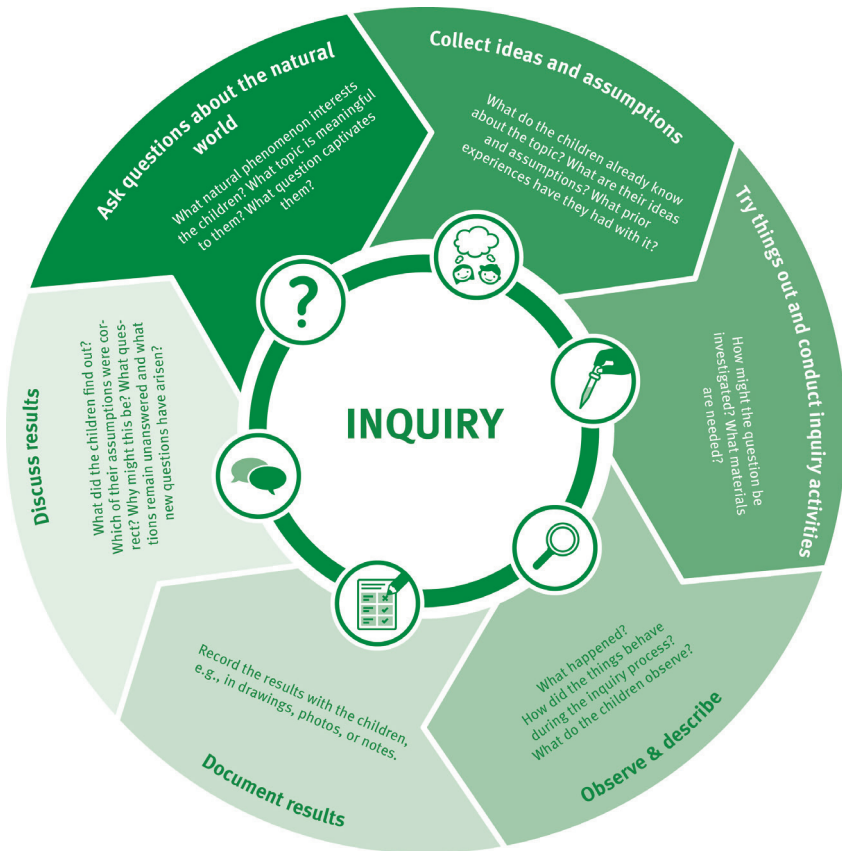 INQUIRY
Ask questions about the natural
world
What natural phenomenon interests
the children? What topic is meaningful
to them? What question captivates
them?
Collect ideas and assumptions
What do the children already know
about the topic? What are their ideas
and assumptions? What prior
experiences have they had with it?
Try things out and conduct inquiry activities
How might the question be
investigated? What materials
are needed?
What happened?
How did the things behave
during the inquiry process?
What do the children observe?
Observe & describe
Record the results with the children,
e.g., in drawings, photos, or notes.
Document results
Discuss results
What did the children find out?
Which of their assumptions were cor-
rect? Why might this be? What ques-
tions remain unanswered and what
new questions have arisen?
?